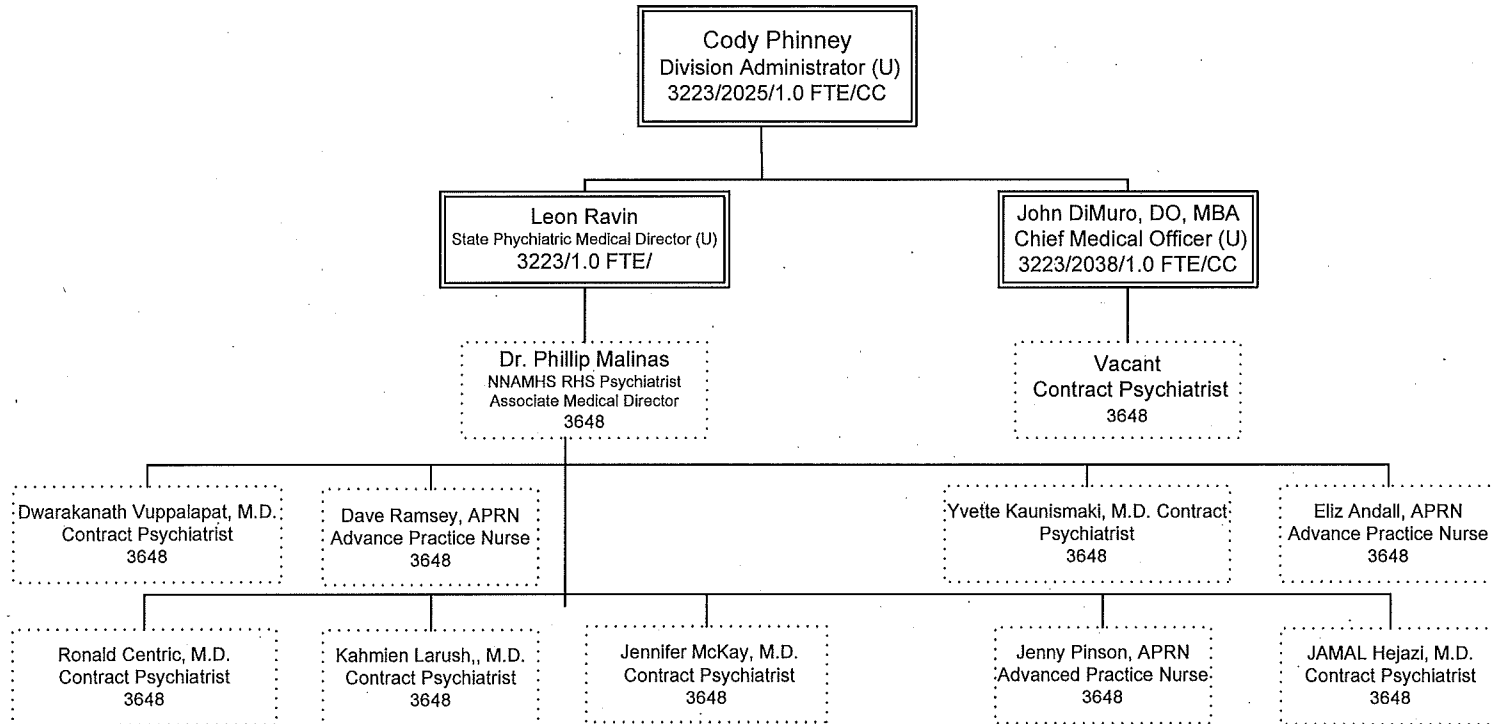 Cody Phinney
Division Administrator (U)
3223/2025/1.0 FTE/CC
Leon Ravin
State Phychiatric Medical Director (U)
3223/1.0 FTE/
John DiMuro, DO, MBA
Chief Medical Officer (U)
3223/2038/1.0 FTE/CC
Dr. Phillip Malinas
NNAMHS RHS Psychiatrist
Associate Medical Director
3648
Vacant
Contract Psychiatrist
3648
Dwarakanath Vuppalapat, M.D.
Contract Psychiatrist
3648
Dave Ramsey, APRN
Advance Practice Nurse
3648
Yvette Kaunismaki, M.D. Contract
Psychiatrist
3648
Eliz Andall, APRN
Advance Practice Nurse
3648
Ronald Centric, M.D.
Contract Psychiatrist
3648
Kahmien Larush,, M.D.
Contract Psychiatrist
3648
Jennifer McKay, M.D.
Contract Psychiatrist
3648
Jenny Pinson, APRN
Advanced Practice Nurse
3648
JAMAL Hejazi, M.D.
Contract Psychiatrist
3648